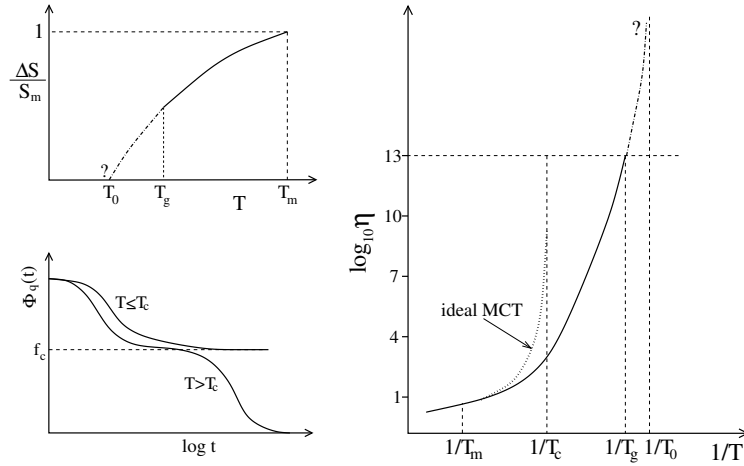 1
ΔS
S_m
?
T_0
T_g
T
T_m
Φ_q(t)
T≤T_c
f_c
T>T_c
log t
?
13
10
7
4
1
log_10 η
ideal MCT
1/T_m
1/T_c
1/T_g
1/T_0
1/T